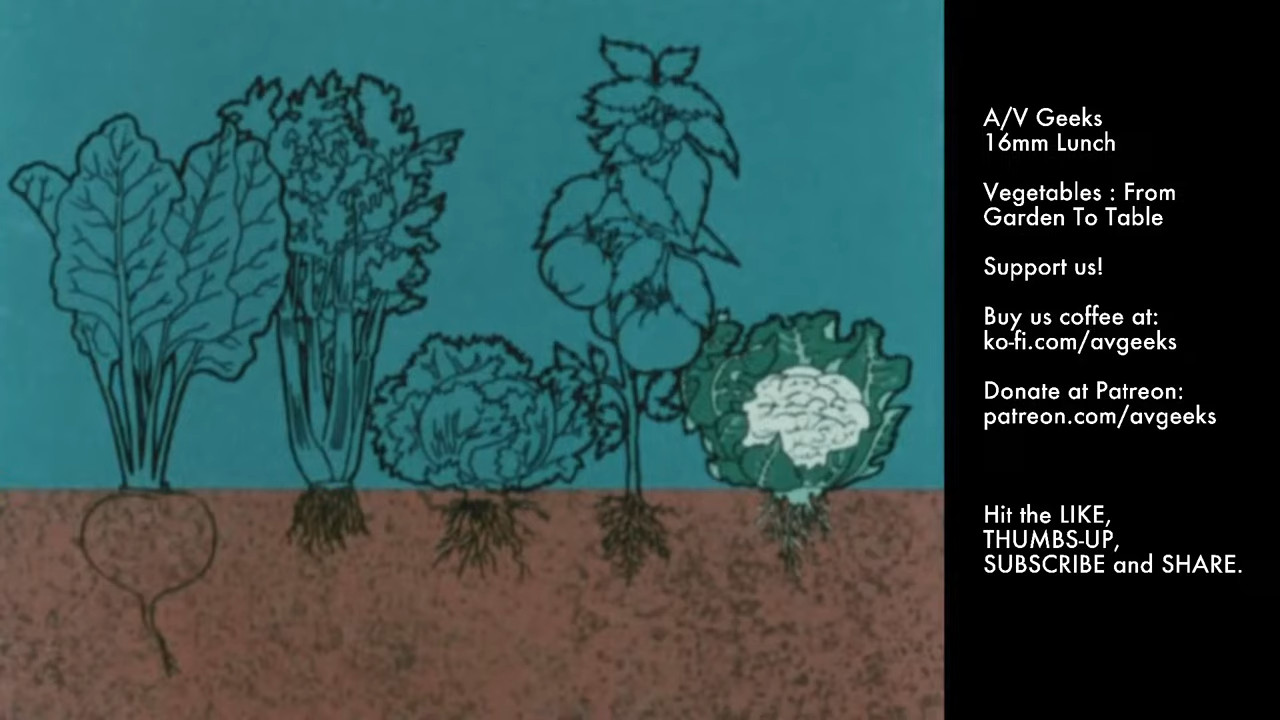 A/V Geeks
16mm Lunch
Vegetables : From
Garden To Table
Support us!
Buy us coffee at:
ko-fi.com/avgeeks
Donate at Patreon:
patreon.com/avgeeks
Hit the LIKE,
THUMBS-UP,
SUBSCRIBE and SHARE.